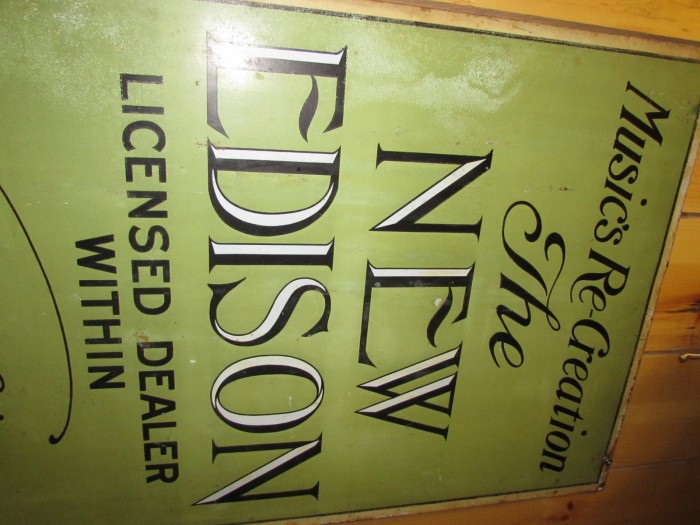 Music's Re-Creation
The
NEW
EDISON
LICENSED DEALER
WITHIN